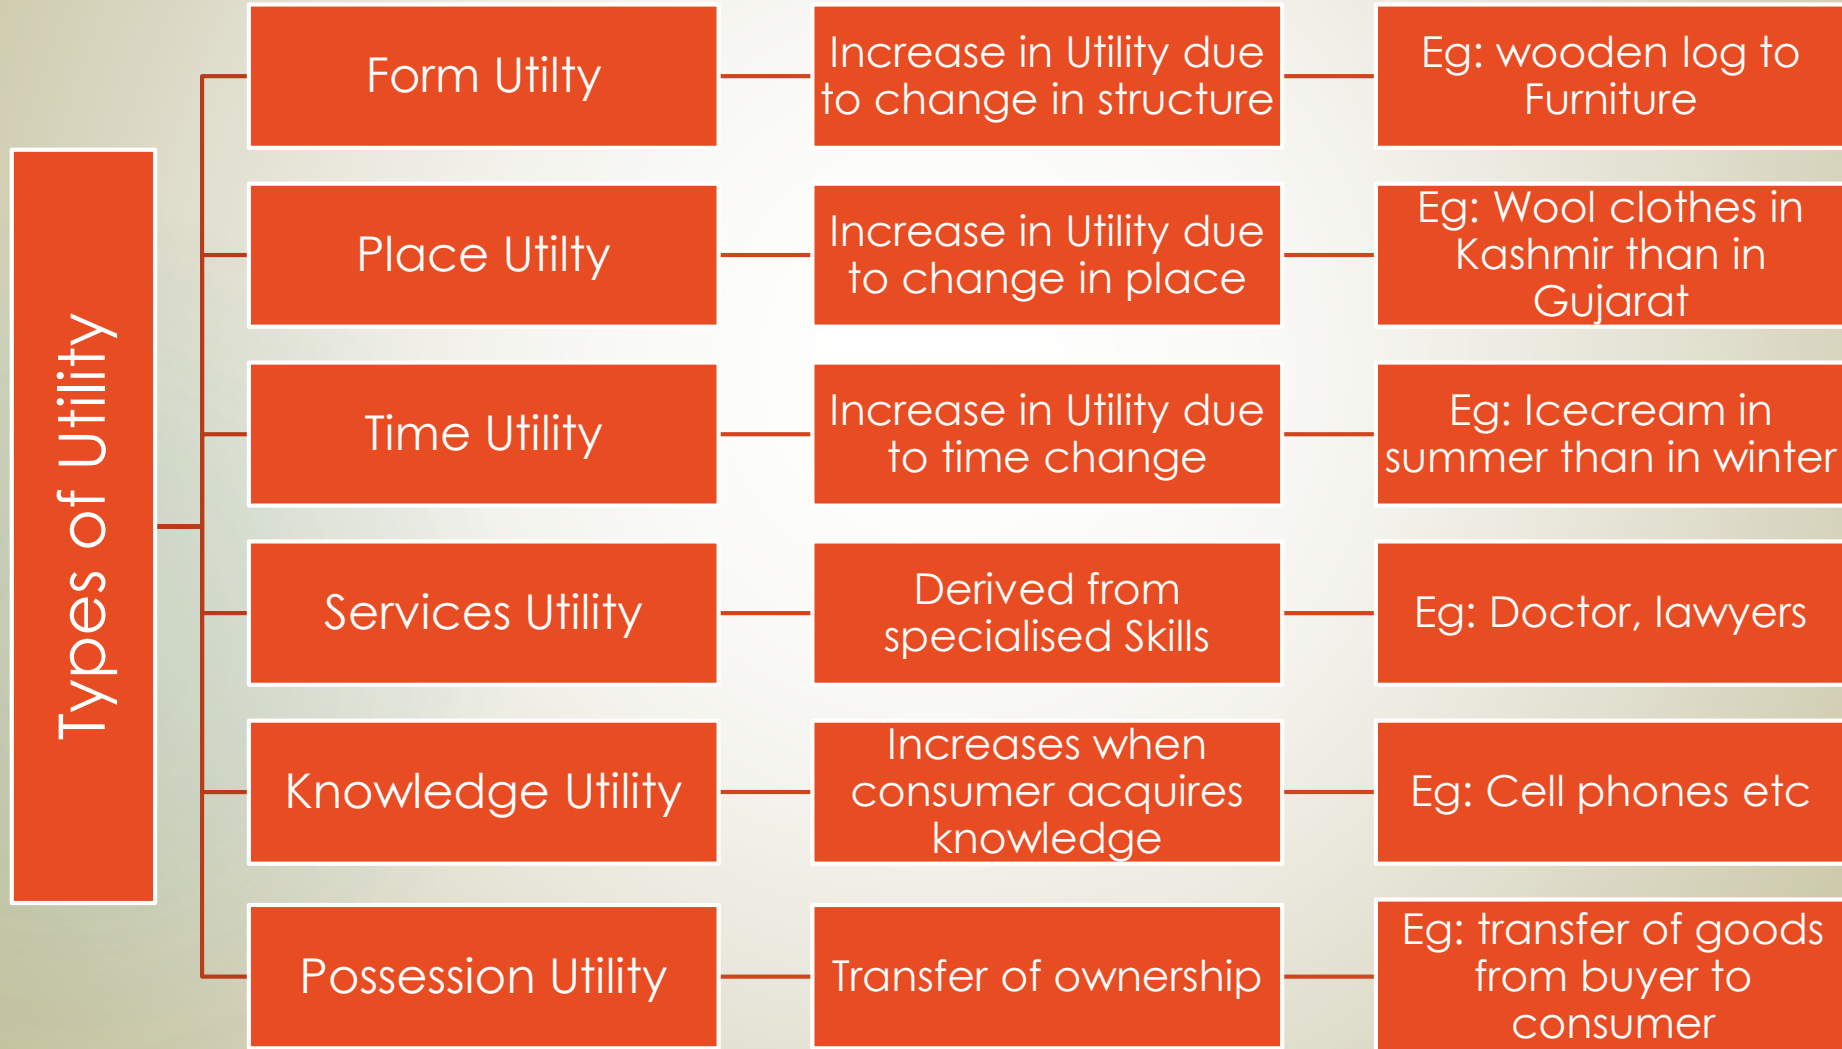 Types of Utility
Form Utilty
Increase in Utility due
to change in structure
Eg: wooden log to
Furniture
Place Utilty
Increase in Utility due
to change in place
Eg: Wool clothes in
Kashmir than in
Gujarat
Time Utility
Increase in Utility due
to time change
Eg: Icecream in
summer than in winter
Services Utility
Derived from
specialised Skills
Eg: Doctor, lawyers
Knowledge Utility
Increases when
consumer acquires
knowledge
Eg: Cell phones etc
Possession Utility
Transfer of ownership
Eg: transfer of goods
from buyer to
consumer